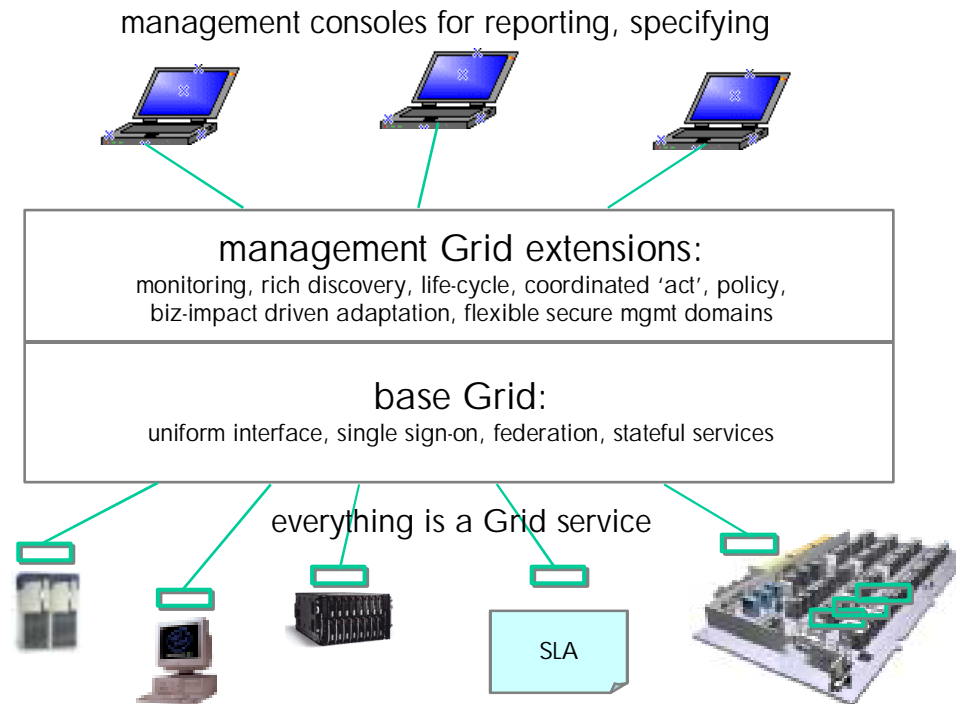 management consoles for reporting, specifying
management Grid extensions:
monitoring, rich discovery, life-cycle, coordinated ‘act’, policy,
biz-impact driven adaptation, flexible secure mgmt domains
base Grid:
uniform interface, single sign-on, federation, stateful services
everything is a Grid service
SLA